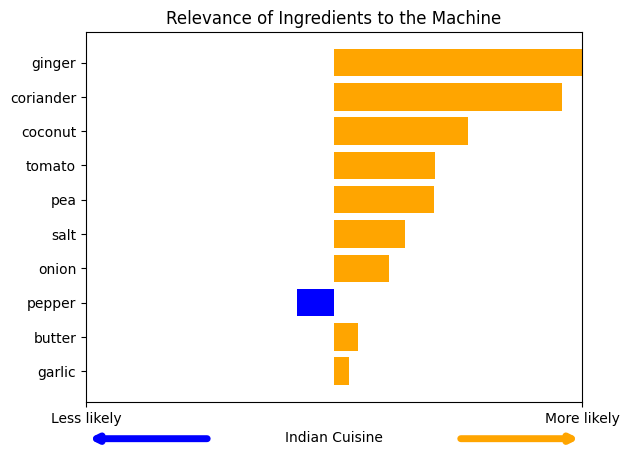 Relevance of Ingredients to the Machine
ginger
coriander
coconut
tomato
pea
salt
onion
pepper
butter
garlic
Less likely
More likely
Indian Cuisine